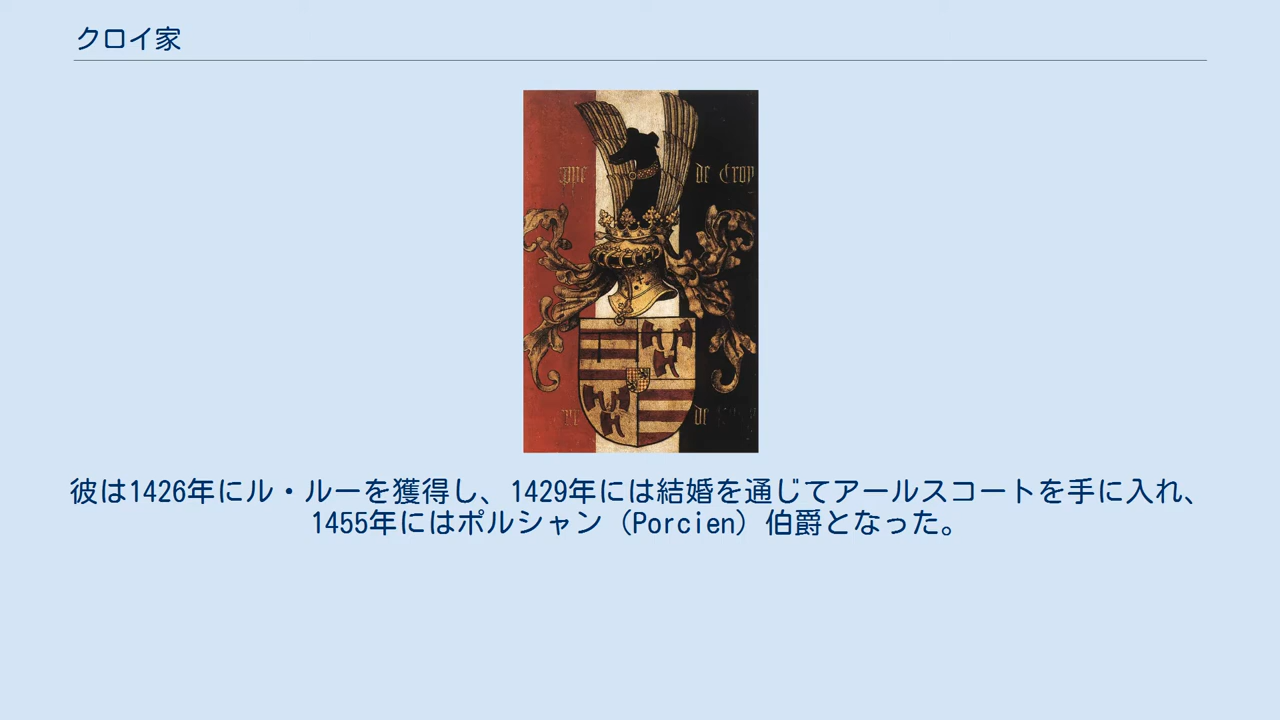 クロイ家
ppe de Croy
de
彼は1426年にル・ルーを獲得し、1429年には結婚を通じてアールスコートを手に入れ、
1455年にはポルシャン（Porcien）伯爵となった。